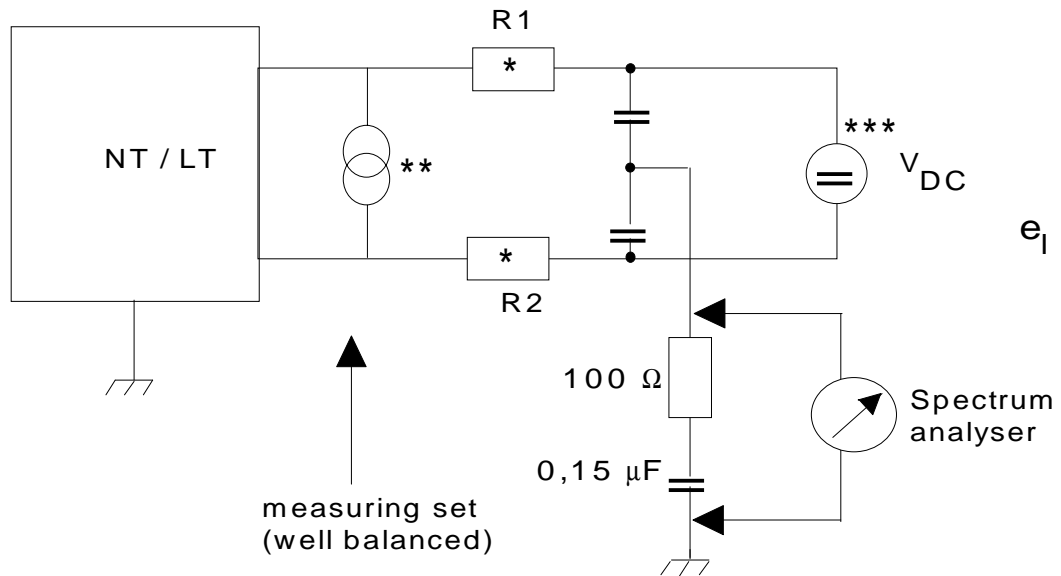 R1
*
NT / LT
**
***
V DC
e l
*
R2
100 Ω
0,15 μF
Spectrum
analyser
measuring set
(well balanced)